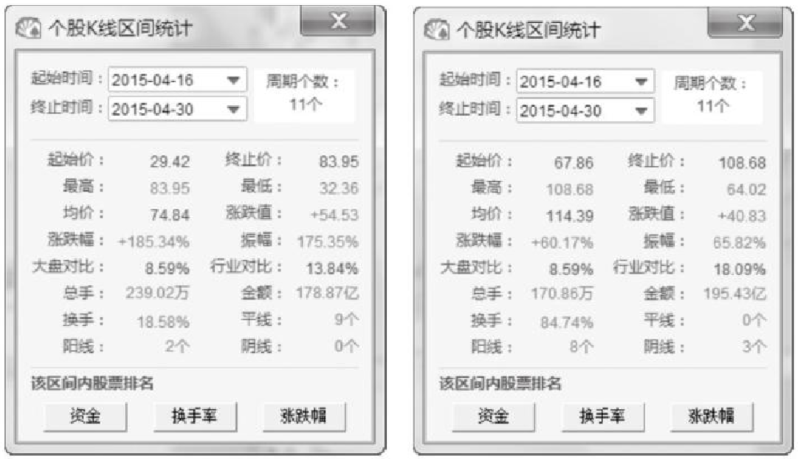 个股K线区间统计
起始时间： 2015-04-16
终止时间： 2015-04-30
周期个数：
11个
起始价： 29.42 终止价： 83.95
最高： 83.95 最低： 32.36
均价： 74.84 涨跌值： +54.53
涨跌幅： +185.34% 振幅： 175.35%
大盘对比： 8.59% 行业对比： 13.84%
总手： 239.02万 金额： 178.87亿
换手： 18.58% 平线： 9个
阳线： 2个 阴线： 0个
该区间内股票排名
资金 换手率 涨跌幅
个股K线区间统计
起始时间： 2015-04-16
终止时间： 2015-04-30
周期个数：
11个
起始价： 67.86 终止价： 108.68
最高： 108.68 最低： 64.02
均价： 114.39 涨跌值： +40.83
涨跌幅： +60.17% 振幅： 65.82%
大盘对比： 8.59% 行业对比： 18.09%
总手： 170.86万 金额： 195.43亿
换手： 84.74% 平线： 0个
阳线： 8个 阴线： 3个
该区间内股票排名
资金 换手率 涨跌幅